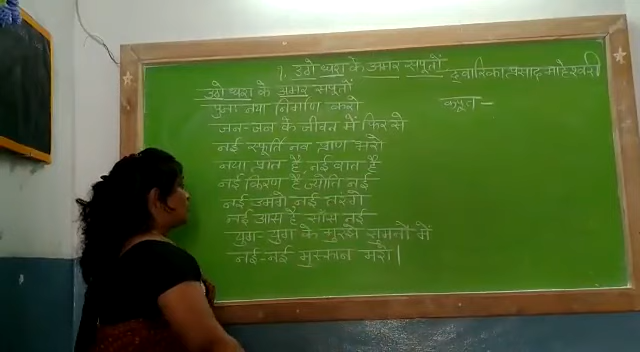 1. उठो धरा के अमर सपूतों द्वारिका प्रसाद माहेश्वरी
उठो धरा के अमर सपूतों
पुनः नया निर्माण करो
कपूत –
जन-जन के जीवन में फिर से
नई स्फूर्ति नव प्राण भरो
नया प्रात है, नई बात है
नई किरण है, ज्योति नई
नई उमंगे, नई तरंगे
नई आस है साँस नई
युग-युग के मुरझे सुमनों में
नई-नई मुस्कान भरो।